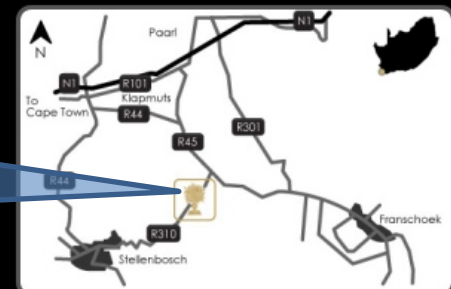 N1
Paarl
N
N1
R101
To
Cape Town
Klapmuts
R44
R301
R45
R44
Franschoek
R310
Stellenbosch